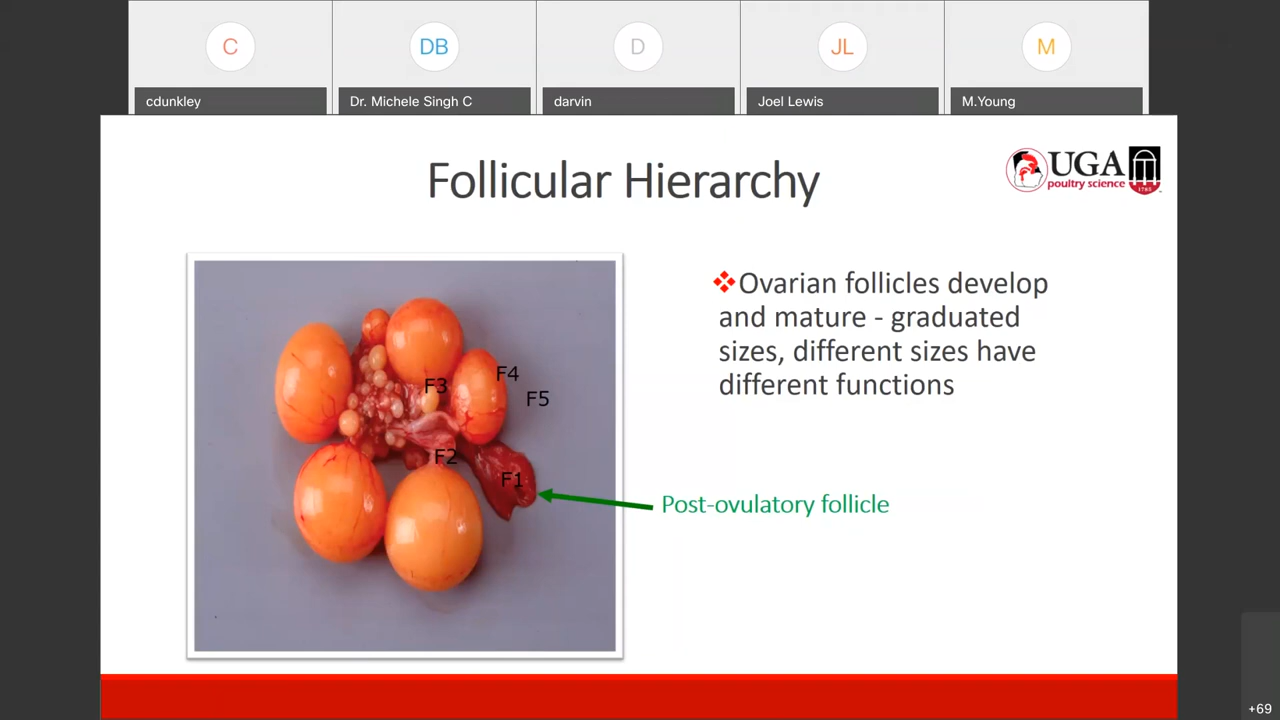 C
DB
D
JL
M
cdunkley
Dr. Michele Singh C
darvin
Joel Lewis
M.Young
Follicular Hierarchy
UGA
poultry science
1785
Ovarian follicles develop
and mature - graduated
sizes, different sizes have
different functions
F4
F3
F5
F2
F1
Post-ovulatory follicle
+69